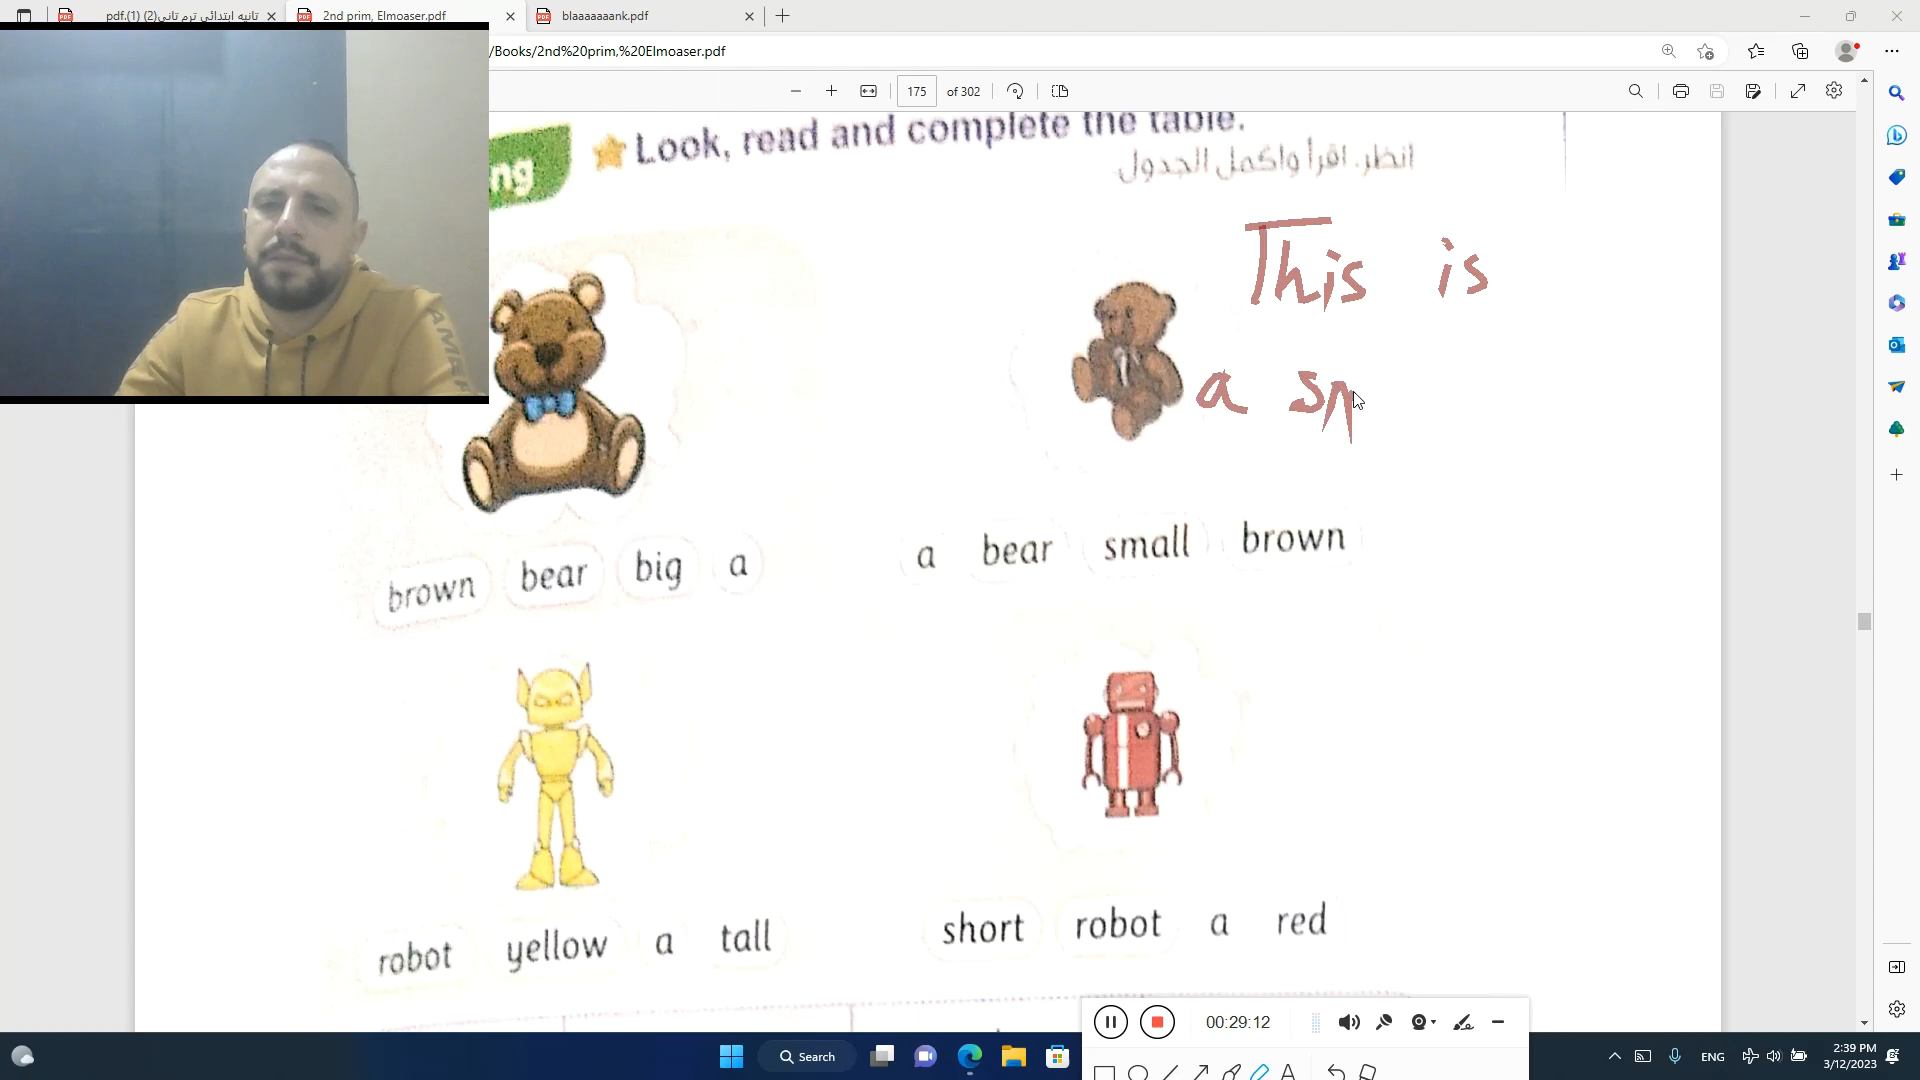 ثانيه ابتدائي ترم ثاني(2) (1).pdf
2nd prim, Elmoaser.pdf
blaaaaaaank.pdf
/Books/2nd%20prim,%20Elmoaser.pdf
175 of 302
ng
Look, read and complete the table.
انظر. اقرأ واكمل الجدول
This is
a sm
brown bear big a
a bear small brown
robot yellow a tall
short robot a red
00:29:12
Search
ENG
2:39 PM
3/12/2023